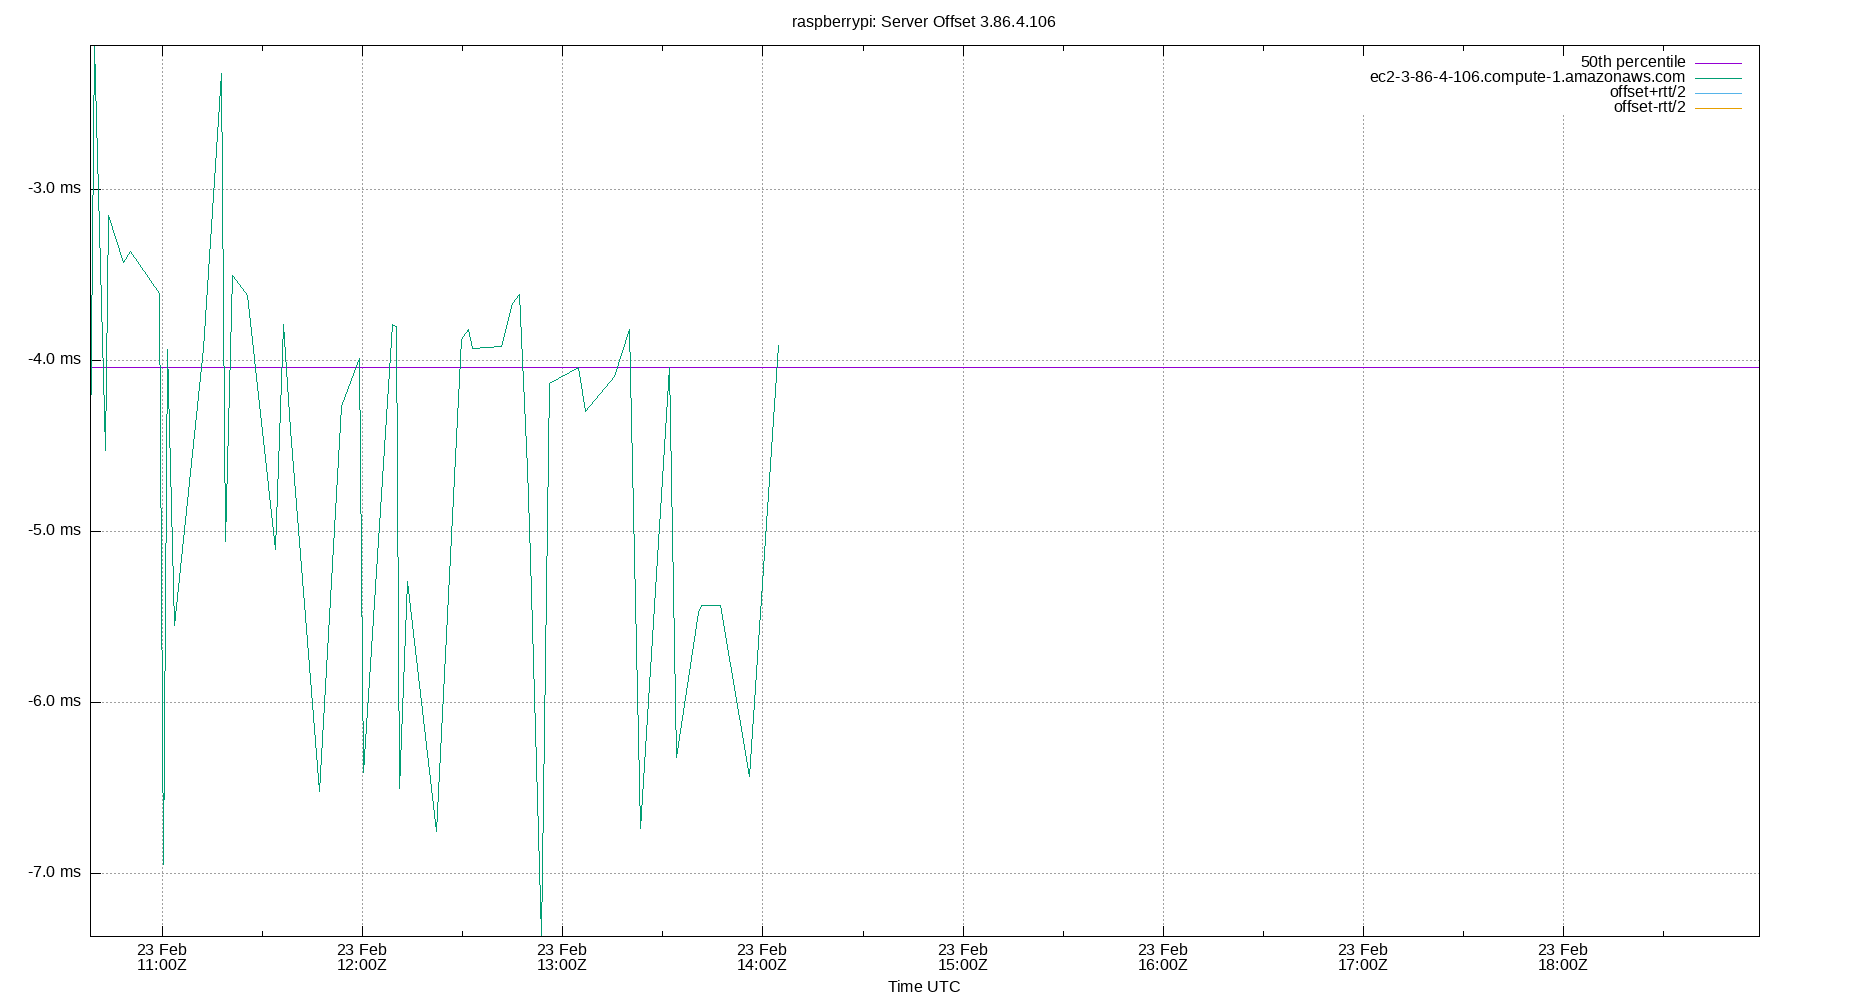 raspberrypi: Server Offset 3.86.4.106
50th percentile
ec2-3-86-4-106.compute-1.amazonaws.com
offset+rtt/2
offset-rtt/2
-3.0 ms
-4.0 ms
-5.0 ms
-6.0 ms
-7.0 ms
23 Feb 23 Feb 23 Feb 23 Feb 23 Feb 23 Feb 23 Feb 23 Feb
11:00Z 12:00Z 13:00Z 14:00Z 15:00Z 16:00Z 17:00Z 18:00Z
Time UTC